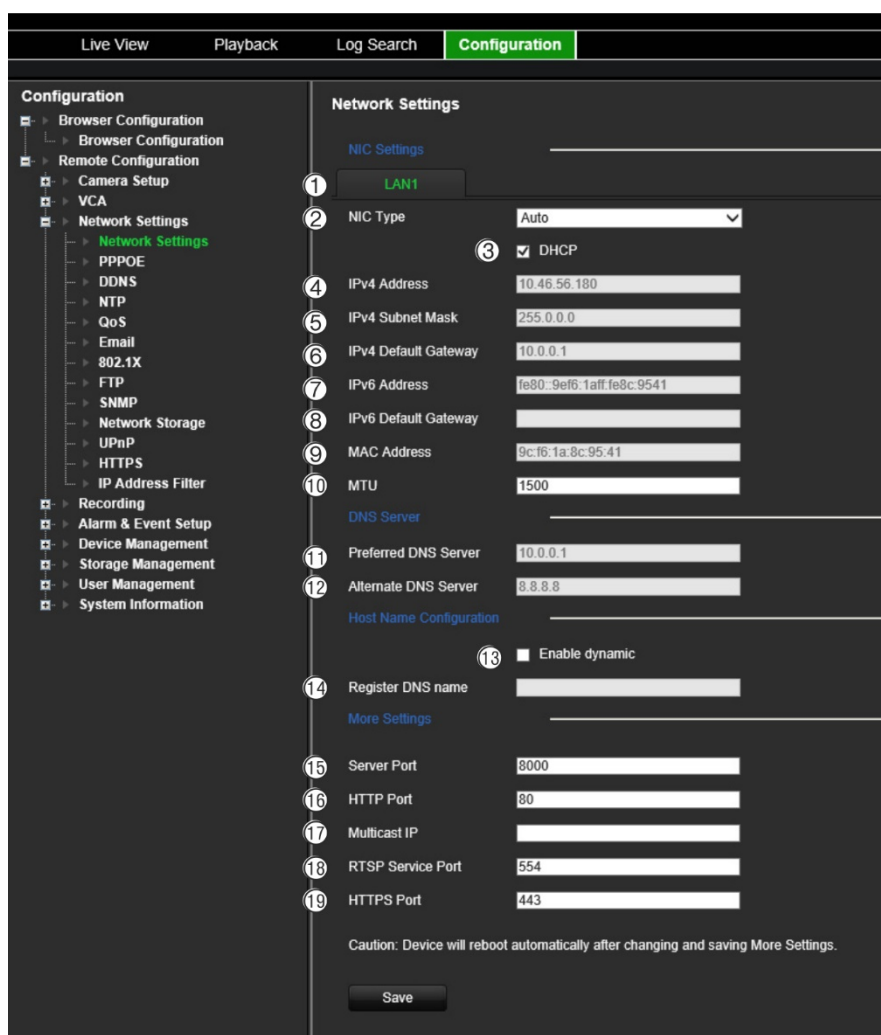 Live View Playback Log Search Configuration
Configuration
Browser Configuration
Browser Configuration
Remote Configuration
Camera Setup
VCA
Network Settings
Network Settings
PPPOE
DDNS
NTP
QoS
Email
802.1X
FTP
SNMP
Network Storage
UPnP
HTTPS
IP Address Filter
Recording
Alarm & Event Setup
Device Management
Storage Management
User Management
System Information
Network Settings
NIC Settings
① LAN1
② NIC Type Auto
③ DHCP
④ IPv4 Address 10.46.56.180
⑤ IPv4 Subnet Mask 255.0.0.0
⑥ IPv4 Default Gateway 10.0.0.1
⑦ IPv6 Address fe80::9ef6:1aff:fe8c:9541
⑧ IPv6 Default Gateway
⑨ MAC Address 9c:f6:1a:8c:95:41
⑩ MTU 1500
DNS Server
⑪ Preferred DNS Server 10.0.0.1
⑫ Alternate DNS Server 8.8.8.8
Host Name Configuration
⑬ Enable dynamic
⑭ Register DNS name
More Settings
⑮ Server Port 8000
⑯ HTTP Port 80
⑰ Multicast IP
⑱ RTSP Service Port 554
⑲ HTTPS Port 443
Caution: Device will reboot automatically after changing and saving More Settings.
Save